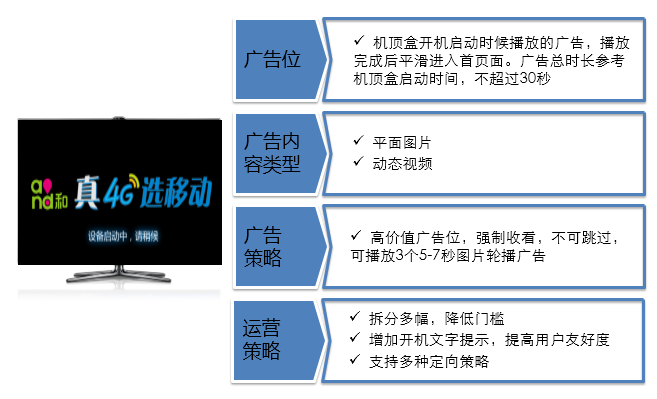 and和 真4G选移动
设备启动中，请稍候
广告位
✓ 机顶盒开机启动时候播放的广告，播放
完成后平滑进入首页面。广告总时长参考
机顶盒启动时间，不超过30秒
广告内
容类型
✓ 平面图片
✓ 动态视频
广告
策略
✓ 高价值广告位，强制收看，不可跳过，
可播放3个5-7秒图片轮播广告
运营
策略
✓ 拆分多幅，降低门槛
✓ 增加开机文字提示，提高用户友好度
✓ 支持多种定向策略